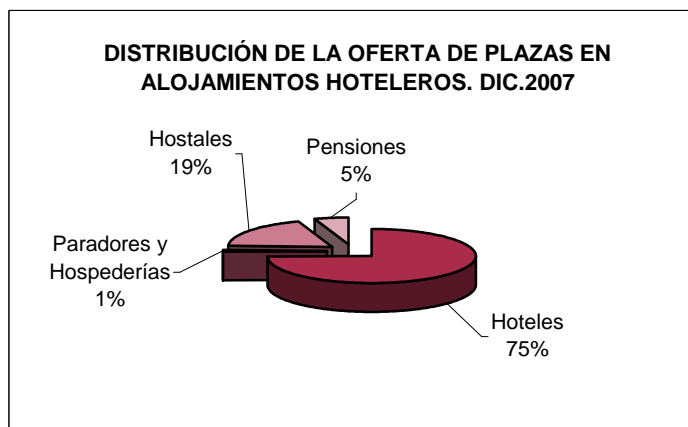 DISTRIBUCIÓN DE LA OFERTA DE PLAZAS EN
ALOJAMIENTOS HOTELEROS. DIC.2007
Hostales
19%
Pensiones
5%
Paradores y
Hospederías
1%
Hoteles
75%